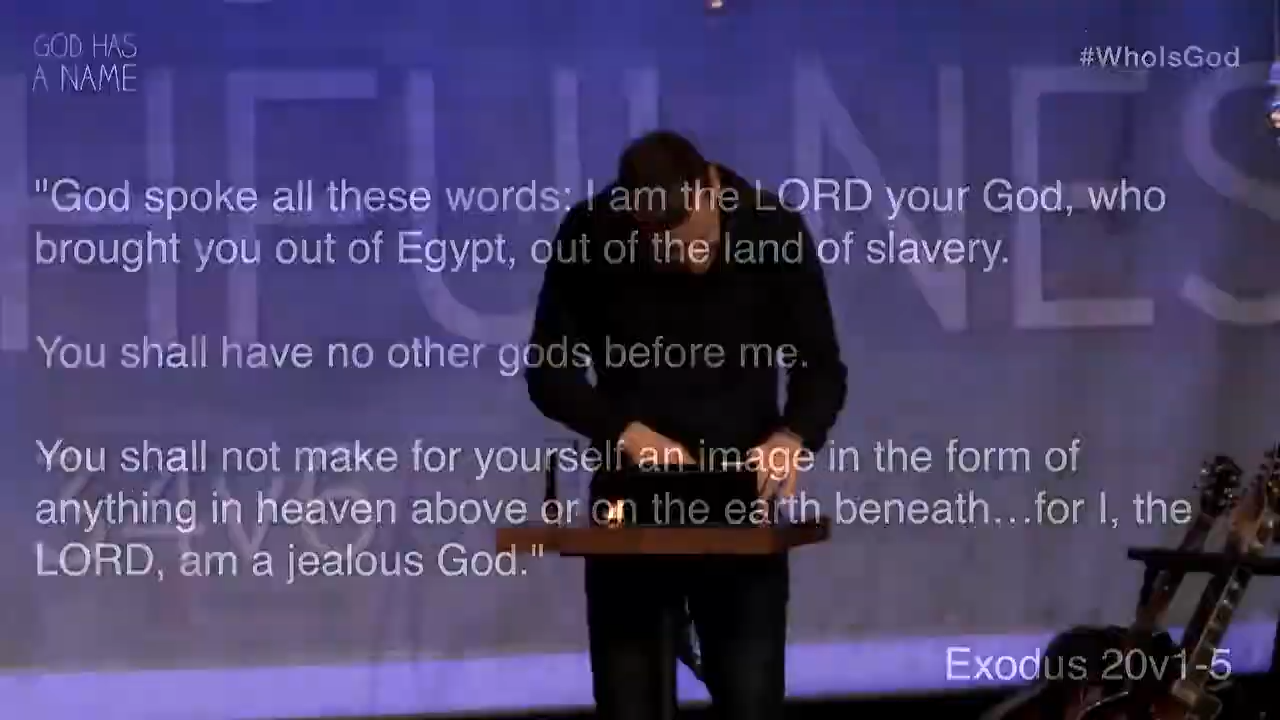 GOD HAS
A NAME
#WhoIsGod
HFULNES
"God spoke all these words: I am the LORD your God, who
brought you out of Egypt, out of the land of slavery.
You shall have no other gods before me.
You shall not make for yourself an image in the form of
anything in heaven above or on the earth beneath…for I, the
LORD, am a jealous God."
34v6
Exodus 20v1-5